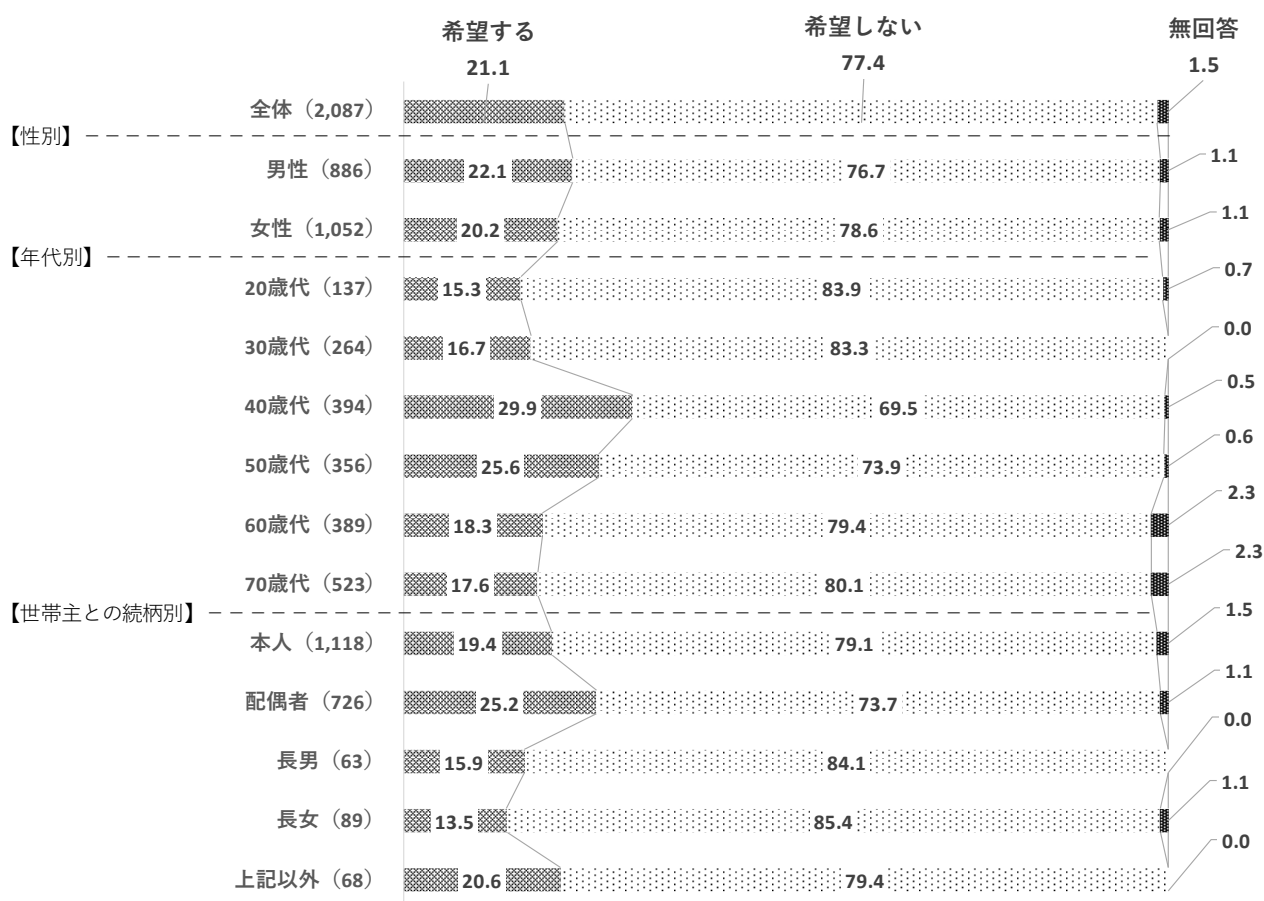 希望する 希望しない 無回答
21.1 77.4 1.5
全体（2,087）
【性別】
男性（886） 22.1 76.7 1.1
女性（1,052） 20.2 78.6 1.1
【年代別】
20歳代（137） 15.3 83.9 0.7
30歳代（264） 16.7 83.3 0.0
40歳代（394） 29.9 69.5 0.5
50歳代（356） 25.6 73.9 0.6
60歳代（389） 18.3 79.4 2.3
70歳代（523） 17.6 80.1 2.3
【世帯主との続柄別】
本人（1,118） 19.4 79.1 1.5
配偶者（726） 25.2 73.7 1.1
長男（63） 15.9 84.1 0.0
長女（89） 13.5 85.4 1.1
上記以外（68） 20.6 79.4 0.0